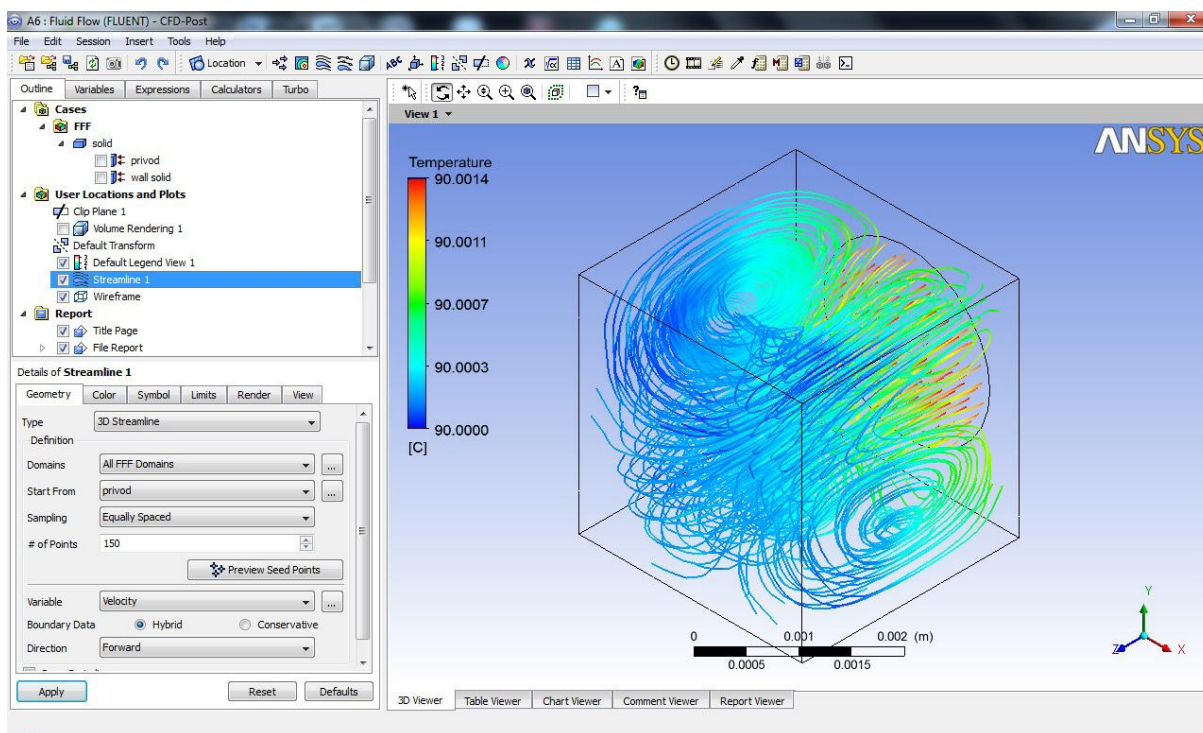 A6 : Fluid Flow (FLUENT) - CFD-Post
File Edit Session Insert Tools Help
Location
Outline Variables Expressions Calculators Turbo
Cases
FFF
solid
privod
wall solid
User Locations and Plots
Clip Plane 1
Volume Rendering 1
Default Transform
Default Legend View 1
Streamline 1
Wireframe
Report
Title Page
File Report
Details of Streamline 1
Geometry Color Symbol Limits Render View
Type 3D Streamline
Definition
Domains All FFF Domains ...
Start From privod ...
Sampling Equally Spaced
# of Points 150
Preview Seed Points
Variable Velocity ...
Boundary Data Hybrid Conservative
Direction Forward
Apply Reset Defaults
View 1
ANSYS
Temperature
90.0014
90.0011
90.0007
90.0003
90.0000
[C]
0 0.001 0.002 (m)
0.0005 0.0015
Y
Z X
3D Viewer Table Viewer Chart Viewer Comment Viewer Report Viewer